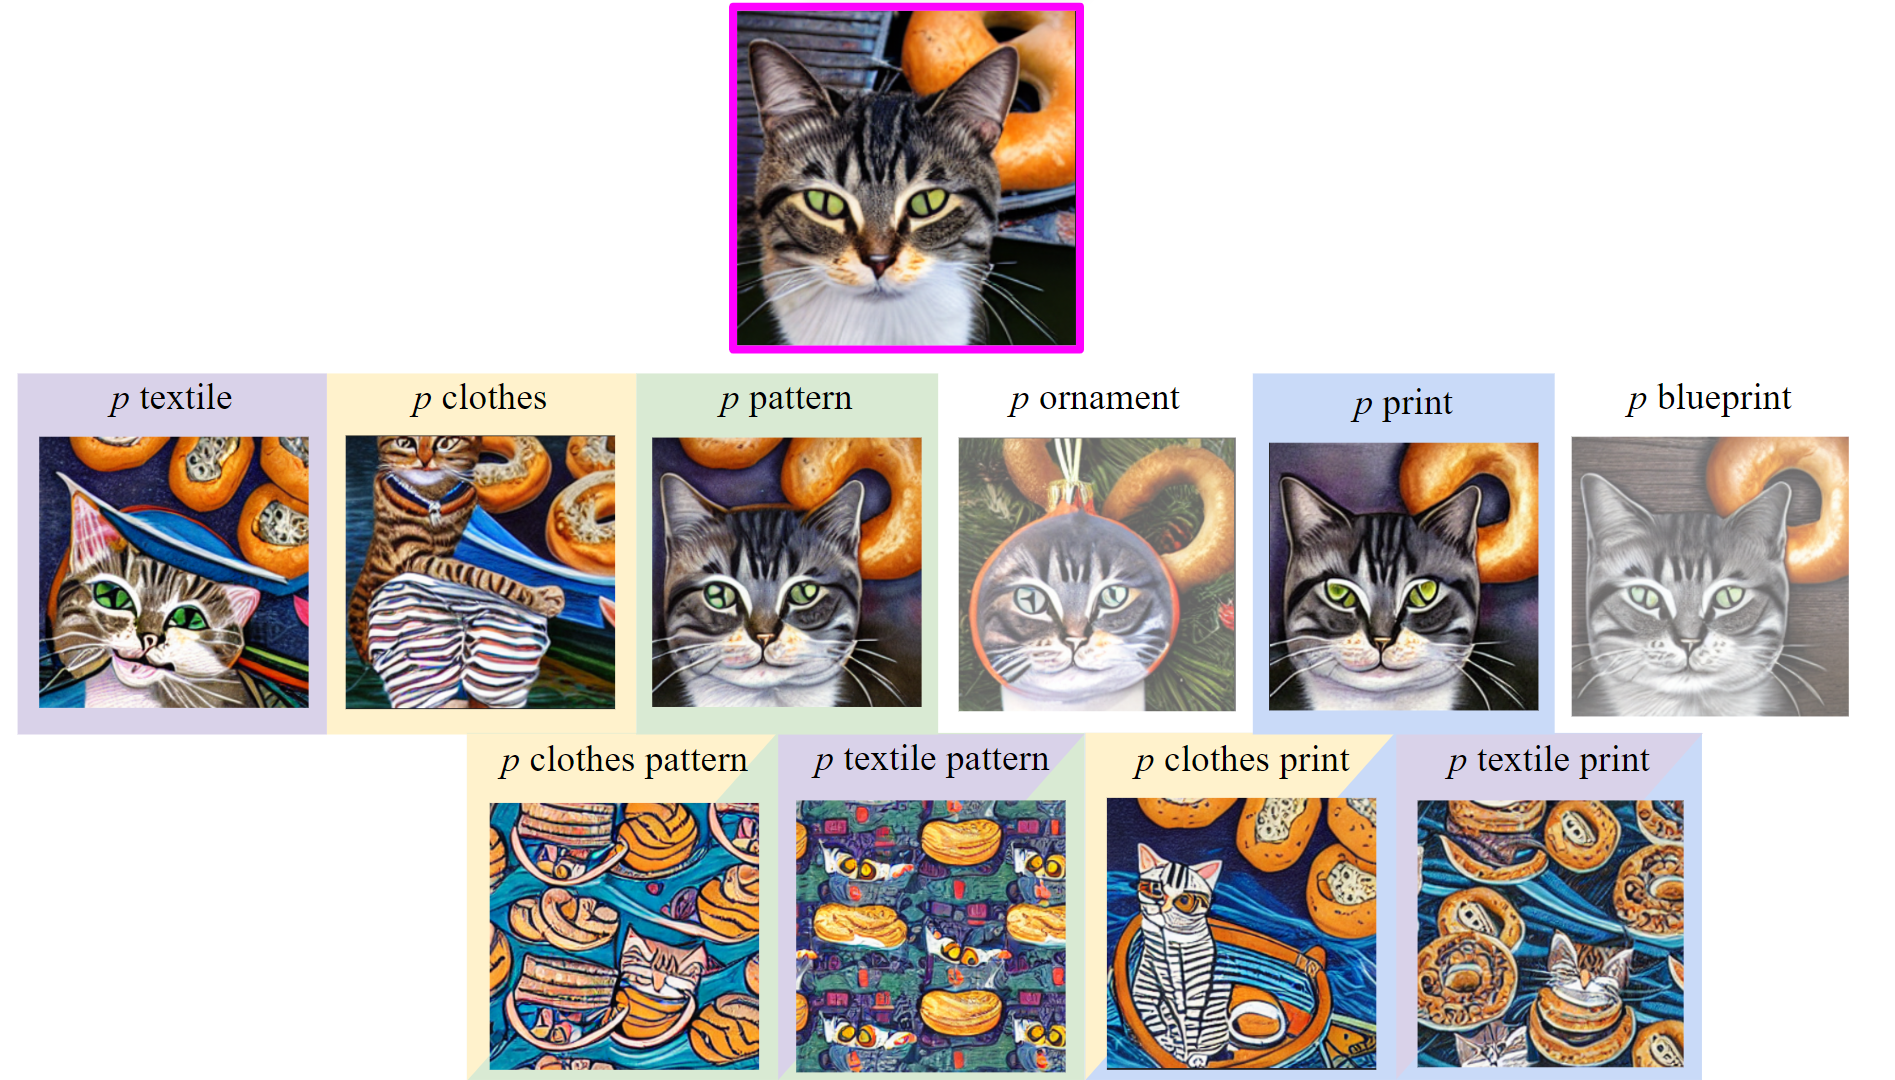 p textile
p clothes
p pattern
p ornament
p print
p blueprint
p clothes pattern
p textile pattern
p clothes print
p textile print